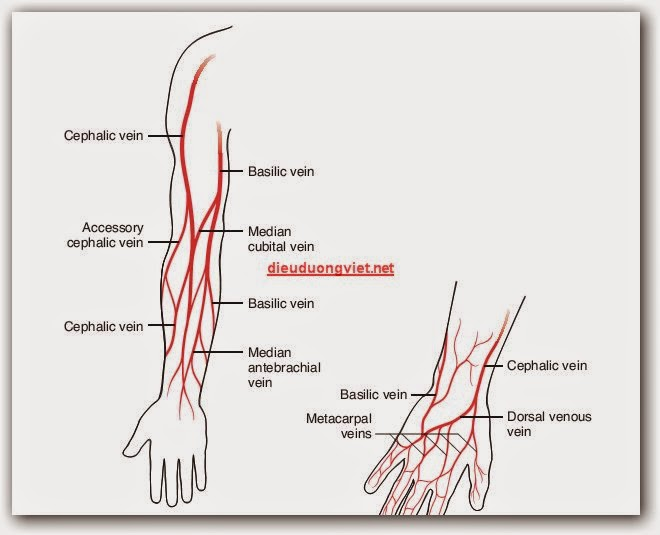 Cephalic vein
Basilic vein
Accessory
cephalic vein
Median
cubital vein
dieuduongviet.net
Basilic vein
Cephalic vein
Median
antebrachial
vein
Cephalic vein
Basilic vein
Metacarpal
veins
Dorsal venous
vein